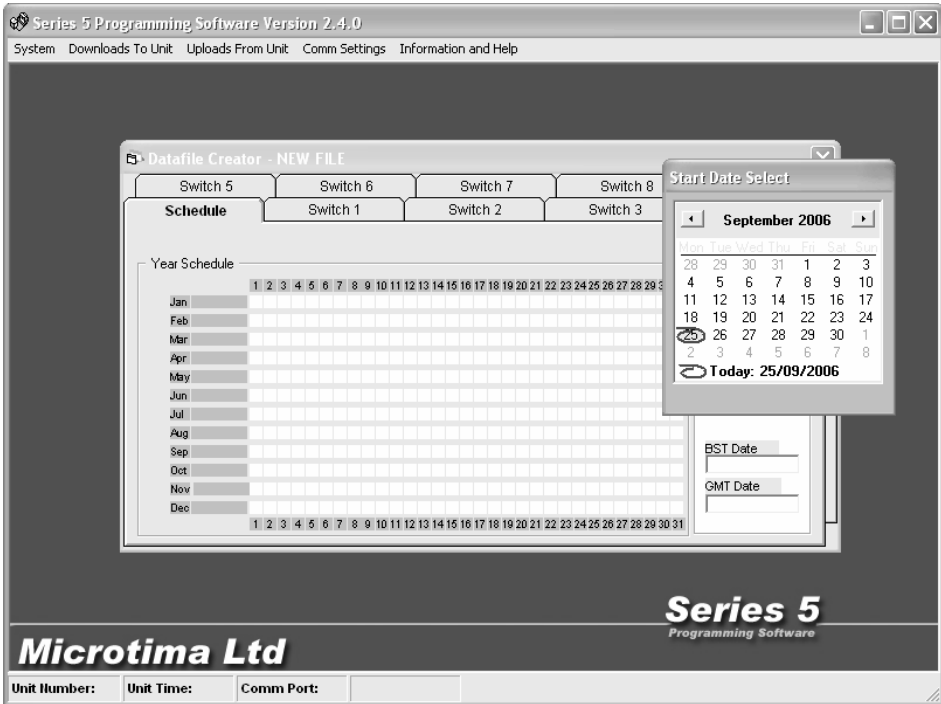 Series 5 Programming Software Version 2.4.0
System Downloads To Unit Uploads From Unit Comm Settings Information and Help
Datafile Creator - NEW FILE
Switch 5 Switch 6 Switch 7 Switch 8
Schedule Switch 1 Switch 2 Switch 3
Year Schedule
1 2 3 4 5 6 7 8 9 10 11 12 13 14 15 16 17 18 19 20 21 22 23 24 25 26 27 28 29
Jan
Feb
Mar
Apr
May
Jun
Jul
Aug
Sep
Oct
Nov
Dec
1 2 3 4 5 6 7 8 9 10 11 12 13 14 15 16 17 18 19 20 21 22 23 24 25 26 27 28 29 30 31
Start Date Select
September 2006
Mon Tue Wed Thu Fri Sat Sun
28 29 30 31 1 2 3
4 5 6 7 8 9 10
11 12 13 14 15 16 17
18 19 20 21 22 23 24
25 26 27 28 29 30 1
2 3 4 5 6 7 8
Today: 25/09/2006
BST Date
GMT Date
Series 5
Programming Software
Microtima Ltd
Unit Number: Unit Time: Comm Port: